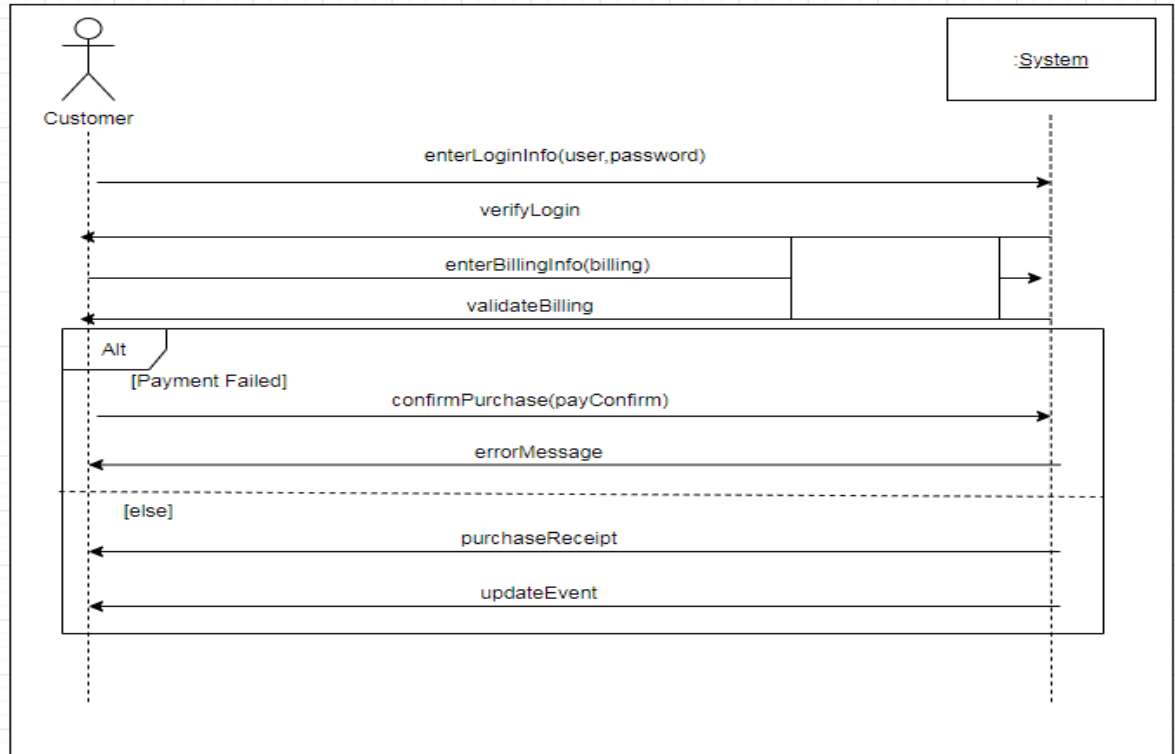 :System
Customer
enterLoginInfo(user,password)
verifyLogin
enterBillingInfo(billing)
validateBilling
Alt
[Payment Failed]
confirmPurchase(payConfirm)
errorMessage
[else]
purchaseReceipt
updateEvent